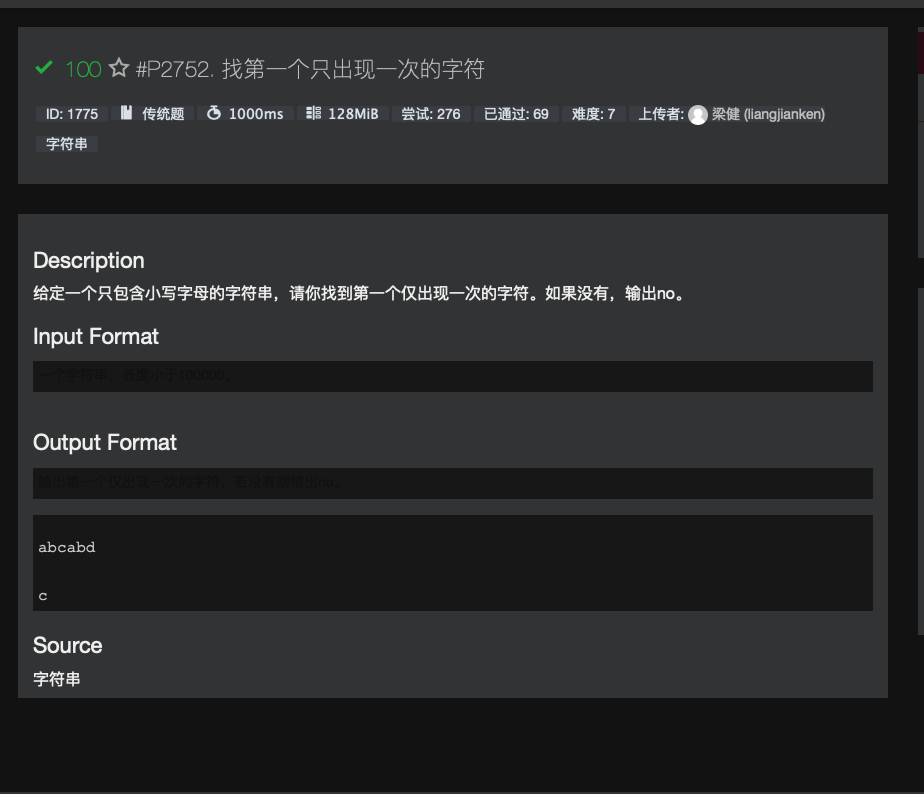 100 #P2752. 找第一个只出现一次的字符
ID: 1775 传统题 1000ms 128MiB 尝试: 276 已通过: 69 难度: 7 上传者: 梁健 (liangjianken)
字符串
Description
给定一个只包含小写字母的字符串，请你找到第一个仅出现一次的字符。如果没有，输出no。
Input Format
一个字符串，长度小于100000。
Output Format
输出第一个仅出现一次的字符，若没有则输出no。
abcabd
c
Source
字符串